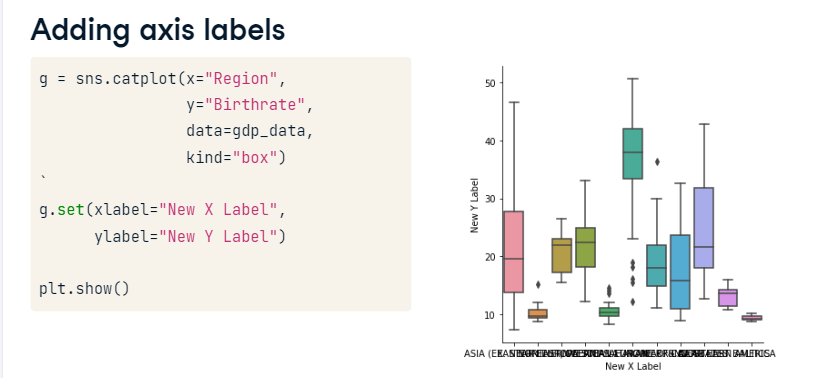 Adding axis labels
g = sns.catplot(x="Region",
y="Birthrate",
data=gdp_data,
kind="box")
`
g.set(xlabel="New X Label",
ylabel="New Y Label")
plt.show()
50
40
30
20
10
New Y Label
ASIA (EX.
New X Label